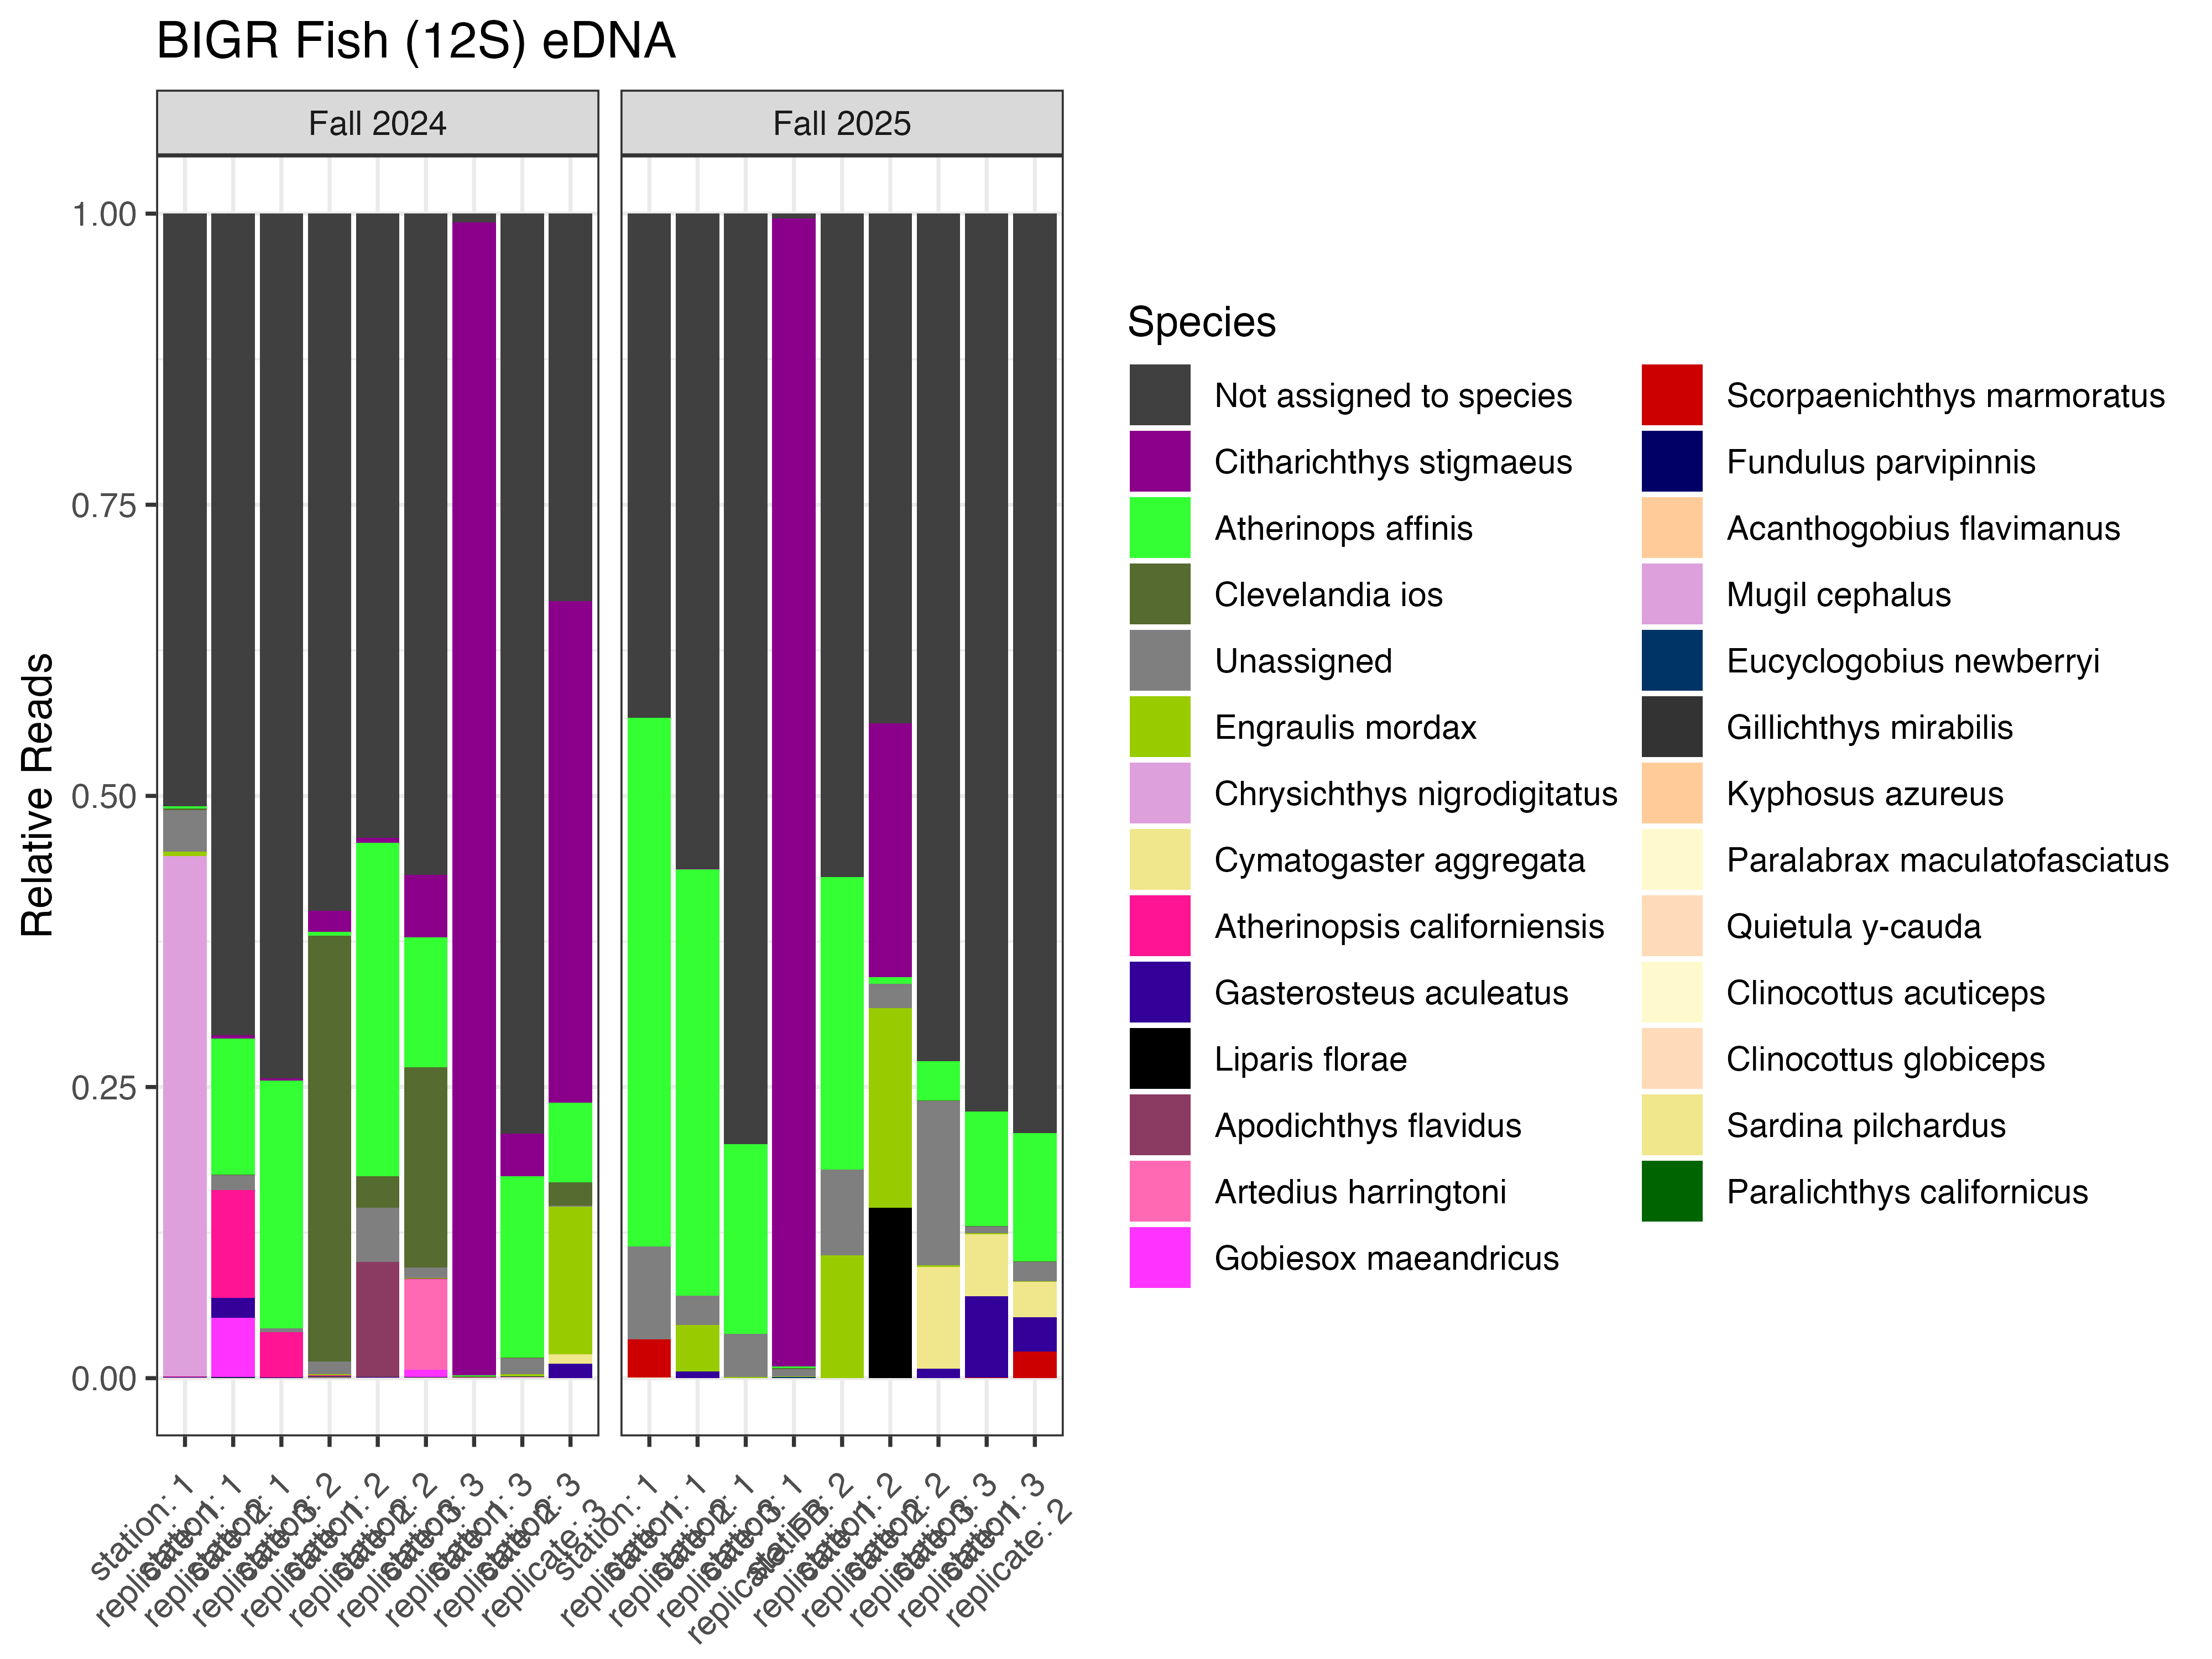 BIGR Fish (12S) eDNA
Fall 2024
Fall 2025
1.00
0.75
0.50
0.25
0.00
Relative Reads
Species
Not assigned to species
Citharichthys stigmaeus
Atherinops affinis
Clevelandia ios
Unassigned
Engraulis mordax
Chrysichthys nigrodigitatus
Cymatogaster aggregata
Atherinopsis californiensis
Gasterosteus aculeatus
Liparis florae
Apodichthys flavidus
Artedius harringtoni
Gobiesox maeandricus
Scorpaenichthys marmoratus
Fundulus parvipinnis
Acanthogobius flavimanus
Mugil cephalus
Eucyclogobius newberryi
Gillichthys mirabilis
Kyphosus azureus
Paralabrax maculatofasciatus
Quietula y-cauda
Clinocottus acuticeps
Clinocottus globiceps
Sardina pilchardus
Paralichthys californicus
station: 1
replicate: 3
station: 1
replicate: 2